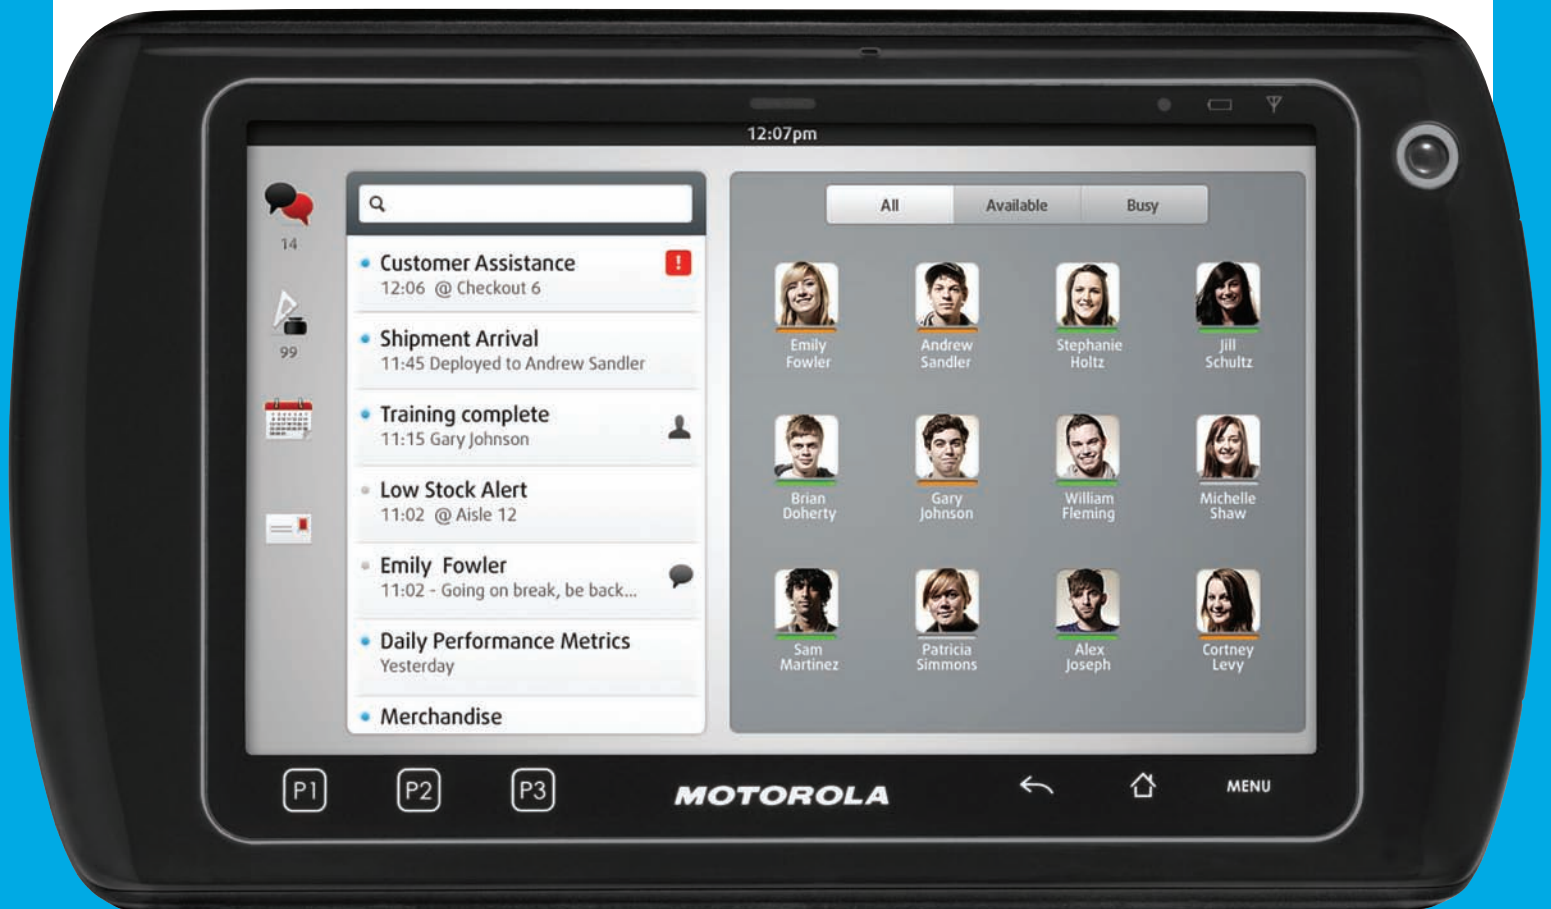 12:07pm
14
99
Customer Assistance
12:06 @ Checkout 6
Shipment Arrival
11:45 Deployed to Andrew Sandler
Training complete
11:15 Gary Johnson
Low Stock Alert
11:02 @ Aisle 12
Emily Fowler
11:02 - Going on break, be back...
Daily Performance Metrics
Yesterday
Merchandise
All
Available
Busy
Emily
Fowler
Andrew
Sandler
Stephanie
Holtz
Jill
Schultz
Brian
Doherty
Gary
Johnson
William
Fleming
Michelle
Shaw
Sam
Martinez
Patricia
Simmons
Alex
Joseph
Cortney
Levy
P1
P2
P3
MOTOROLA
MENU